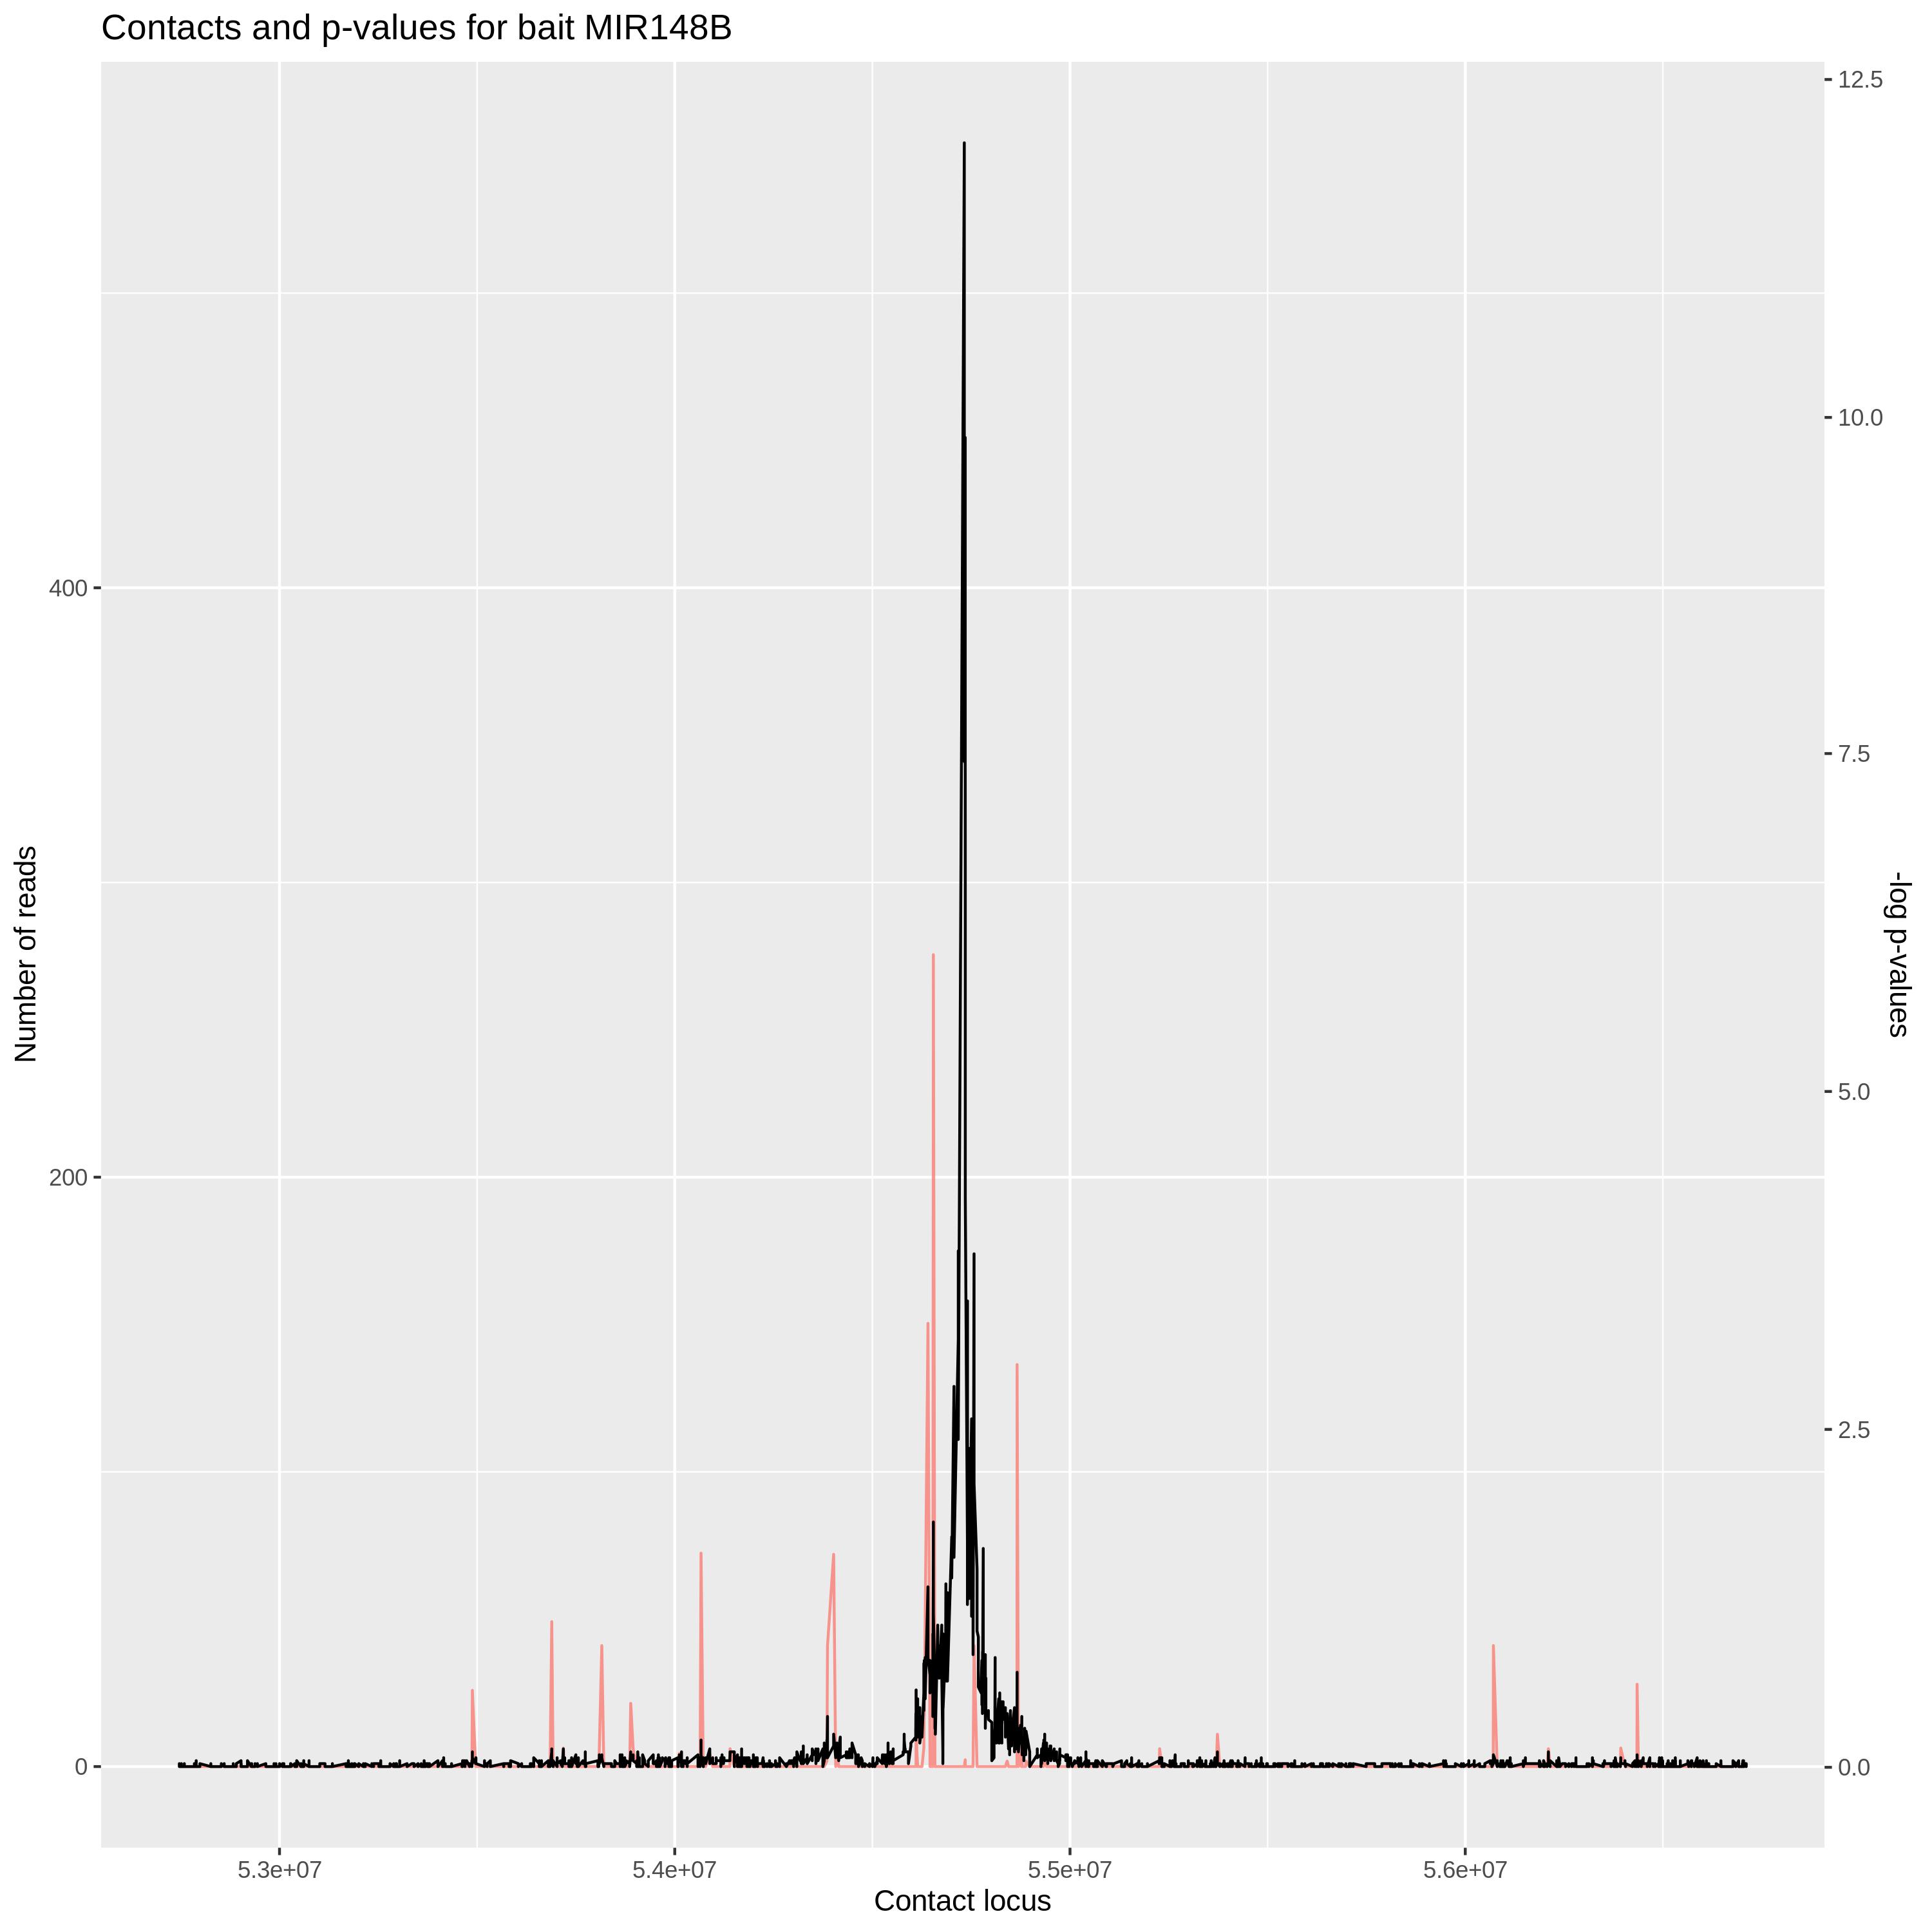 Contacts and p-values for bait MIR148B
12.5
10.0
400
7.5
Number of reads
-log p-values
5.0
200
2.5
0
0.0
5.3e+07
5.4e+07
5.5e+07
5.6e+07
Contact locus